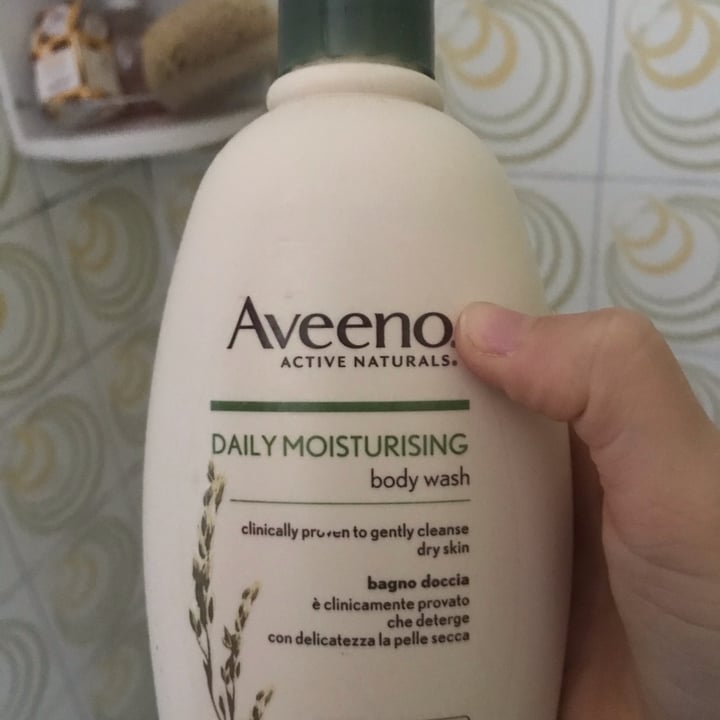 Aveeno.
ACTIVE NATURALS®
DAILY MOISTURISING
body wash
clinically proven to gently cleanse
dry skin
bagno doccia
è clinicamente provato
che deterge
con delicatezza la pelle secca